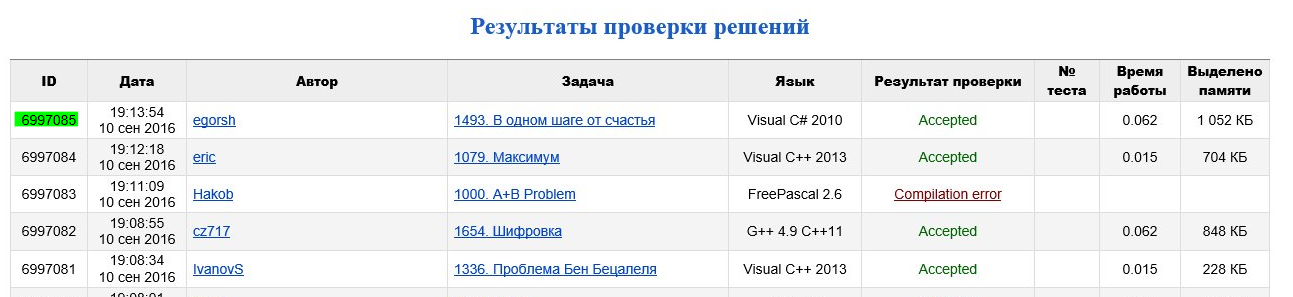 Результаты проверки решений
ID Дата Автор Задача Язык Результат проверки № теста Время работы Выделено памяти
6997085 19:13:54 10 сен 2016 egorsh 1493. В одном шаге от счастья Visual C# 2010 Accepted 0.062 1 052 КБ
6997084 19:12:18 10 сен 2016 eric 1079. Максимум Visual C++ 2013 Accepted 0.015 704 КБ
6997083 19:11:09 10 сен 2016 Hakob 1000. A+B Problem FreePascal 2.6 Compilation error
6997082 19:08:55 10 сен 2016 cz717 1654. Шифровка G++ 4.9 C++11 Accepted 0.062 848 КБ
6997081 19:08:34 10 сен 2016 IvanovS 1336. Проблема Бен Бецалеля Visual C++ 2013 Accepted 0.015 228 КБ